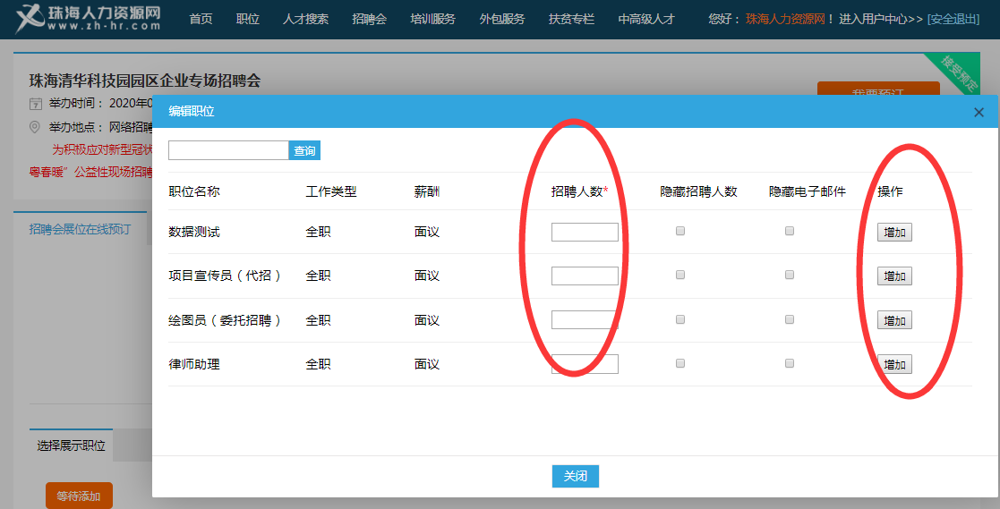 珠海人力资源网
www.zh-hr.com
首页 职位 人才搜索 招聘会 培训服务 外包服务 扶贫专栏 中高级人才 您好： 珠海人力资源网！ 进入用户中心>> [安全退出]
接受预定
珠海清华科技园园区企业专场招聘会
举办时间： 2020年0
我要预订
举办地点： 网络招聘
为积极应对新型冠状
粤春暖”公益性现场招聘
招聘会展位在线预订
选择展示职位
等待添加
编辑职位 ×
查询
职位名称 工作类型 薪酬 招聘人数* 隐藏招聘人数 隐藏电子邮件 操作
数据测试 全职 面议 增加
项目宣传员（代招） 全职 面议 增加
绘图员（委托招聘） 全职 面议 增加
律师助理 全职 面议 增加
关闭